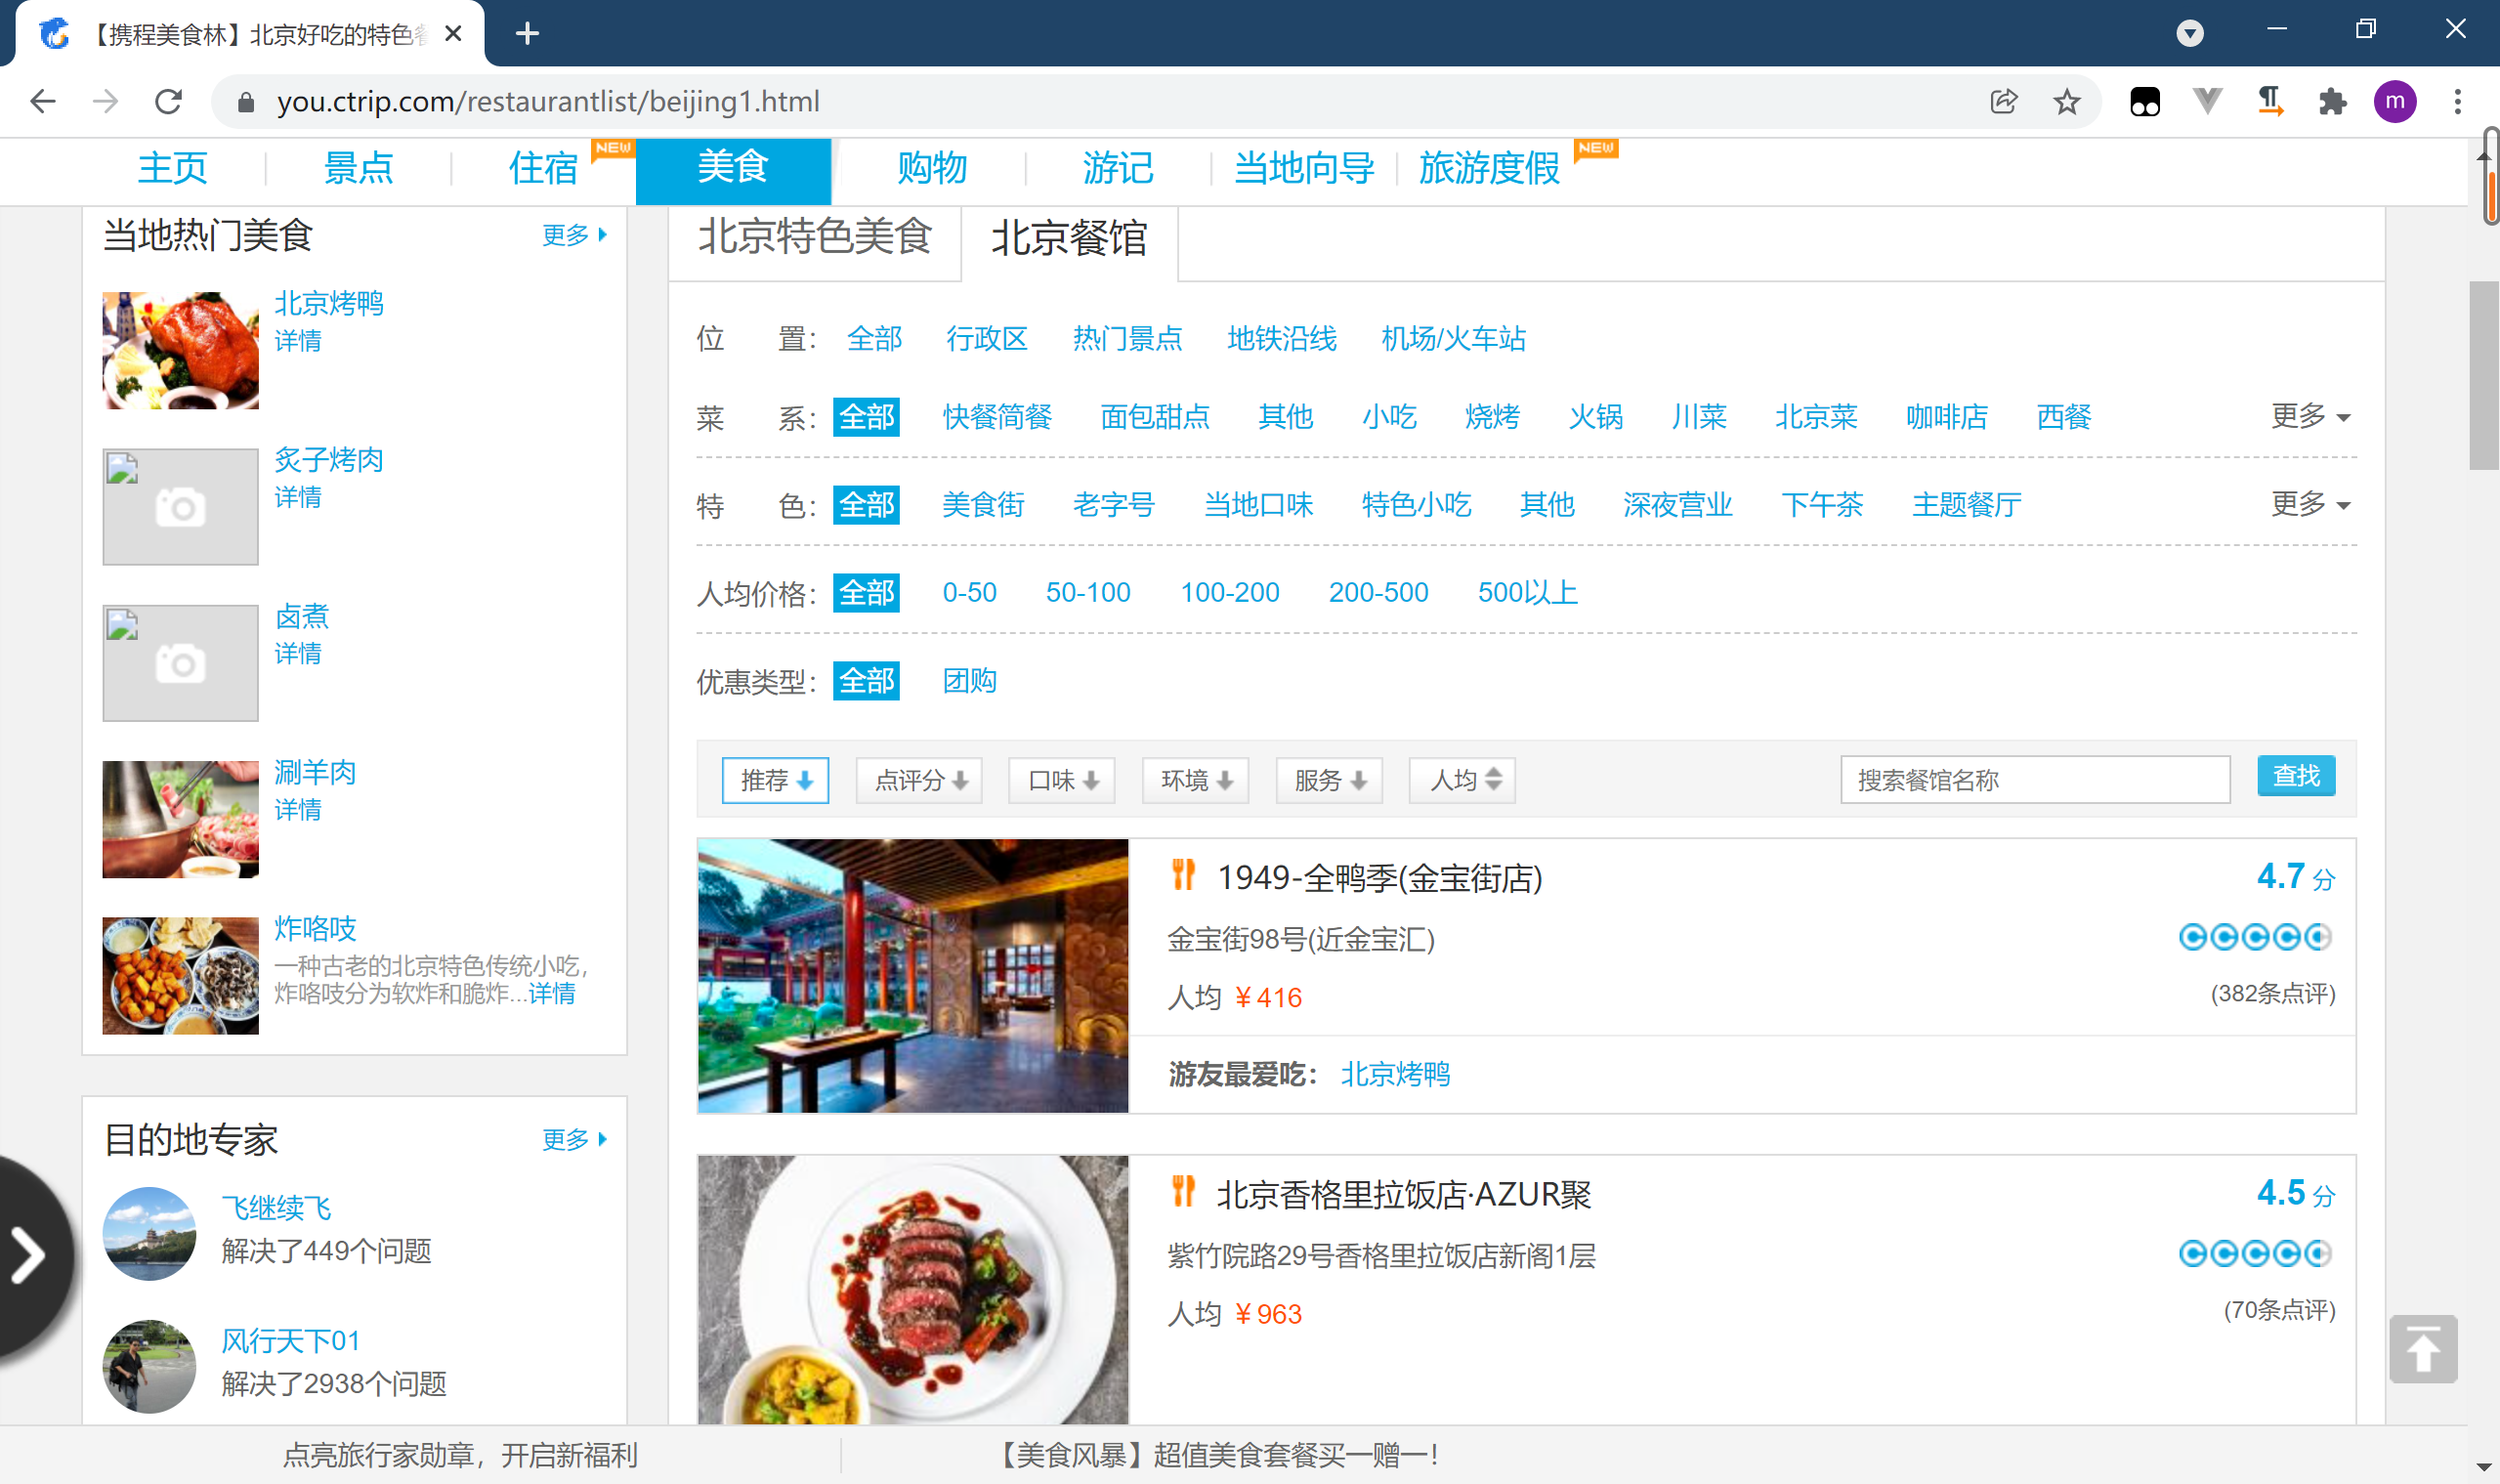 【携程美食林】北京好吃的特色
you.ctrip.com/restaurantlist/beijing1.html
m
主页 景点 住宿 NEW 美食 购物 游记 当地向导 旅游度假 NEW
当地热门美食 更多
北京烤鸭
详情
炙子烤肉
详情
卤煮
详情
涮羊肉
详情
炸咯吱
一种古老的北京特色传统小吃，
炸咯吱分为软炸和脆炸...详情
目的地专家 更多
飞继续飞
解决了449个问题
风行天下01
解决了2938个问题
北京特色美食 北京餐馆
位 置： 全部 行政区 热门景点 地铁沿线 机场/火车站
菜 系： 全部 快餐简餐 面包甜点 其他 小吃 烧烤 火锅 川菜 北京菜 咖啡店 西餐 更多
特 色： 全部 美食街 老字号 当地口味 特色小吃 其他 深夜营业 下午茶 主题餐厅 更多
人均价格： 全部 0-50 50-100 100-200 200-500 500以上
优惠类型： 全部 团购
推荐 点评分 口味 环境 服务 人均 搜索餐馆名称 查找
1949-全鸭季(金宝街店) 4.7 分
金宝街98号(近金宝汇)
人均 ¥416 (382条点评)
游友最爱吃： 北京烤鸭
北京香格里拉饭店·AZUR聚 4.5 分
紫竹院路29号香格里拉饭店新阁1层
人均 ¥963 (70条点评)
点亮旅行家勋章，开启新福利 【美食风暴】超值美食套餐买一赠一！